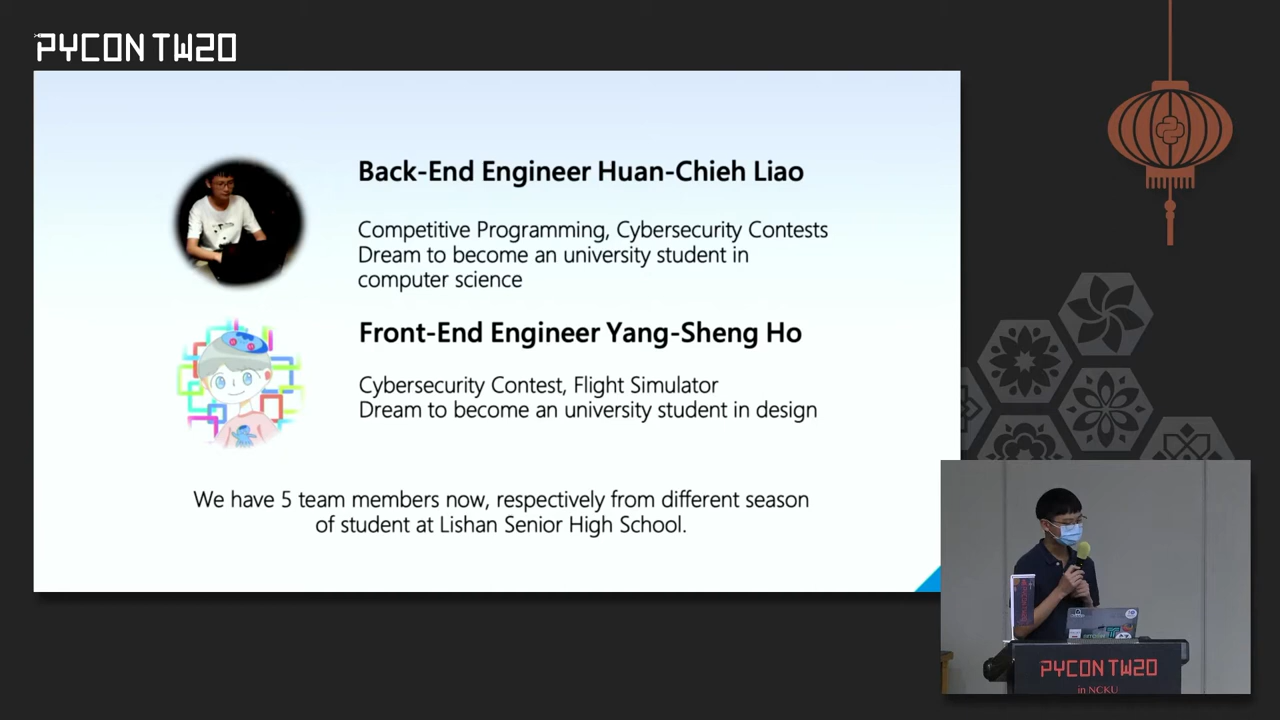 PYCON TW20
Back-End Engineer Huan-Chieh Liao
Competitive Programming, Cybersecurity Contests
Dream to become an university student in
computer science
Front-End Engineer Yang-Sheng Ho
Cybersecurity Contest, Flight Simulator
Dream to become an university student in design
We have 5 team members now, respectively from different season
of student at Lishan Senior High School.
PYCON TW20
in NCKU